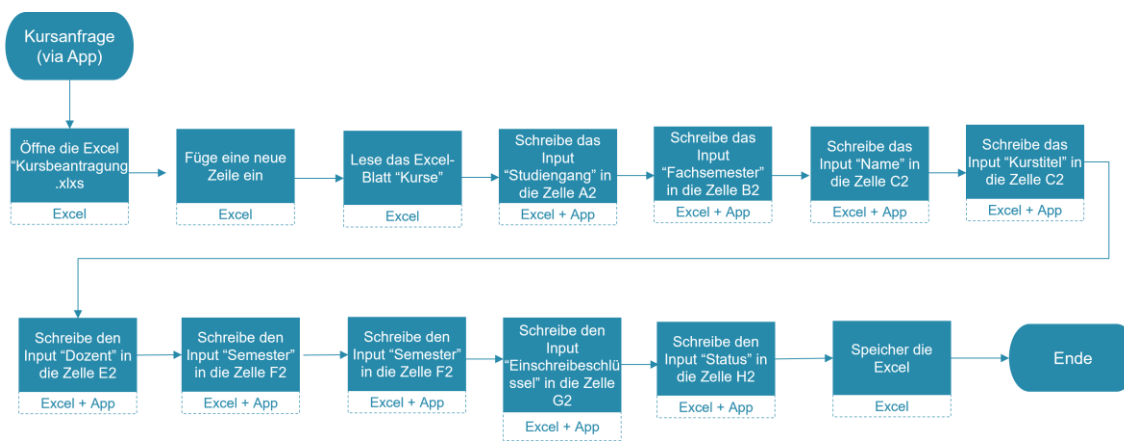 Kursanfrage
(via App)
Öffne die Excel
“Kursbeantragung
.xlxs
Excel
Füge eine neue
Zeile ein
Excel
Lese das Excel-
Blatt “Kurse”
Excel
Schreibe das
Input
“Studiengang” in
die Zelle A2
Excel + App
Schreibe das
Input
“Fachsemester”
in die Zelle B2
Excel + App
Schreibe das
Input “Name” in
die Zelle C2
Excel + App
Schreibe das
Input “Kurstitel” in
die Zelle C2
Excel + App
Schreibe den
Input “Dozent” in
die Zelle E2
Excel + App
Schreibe den
Input “Semester”
in die Zelle F2
Excel + App
Schreibe den
Input “Semester”
in die Zelle F2
Excel + App
Schreibe den
Input
“Einschreibeschlü
ssel” in die Zelle
G2
Excel + App
Schreibe den
Input “Status” in
die Zelle H2
Excel + App
Speicher die
Excel
Excel
Ende